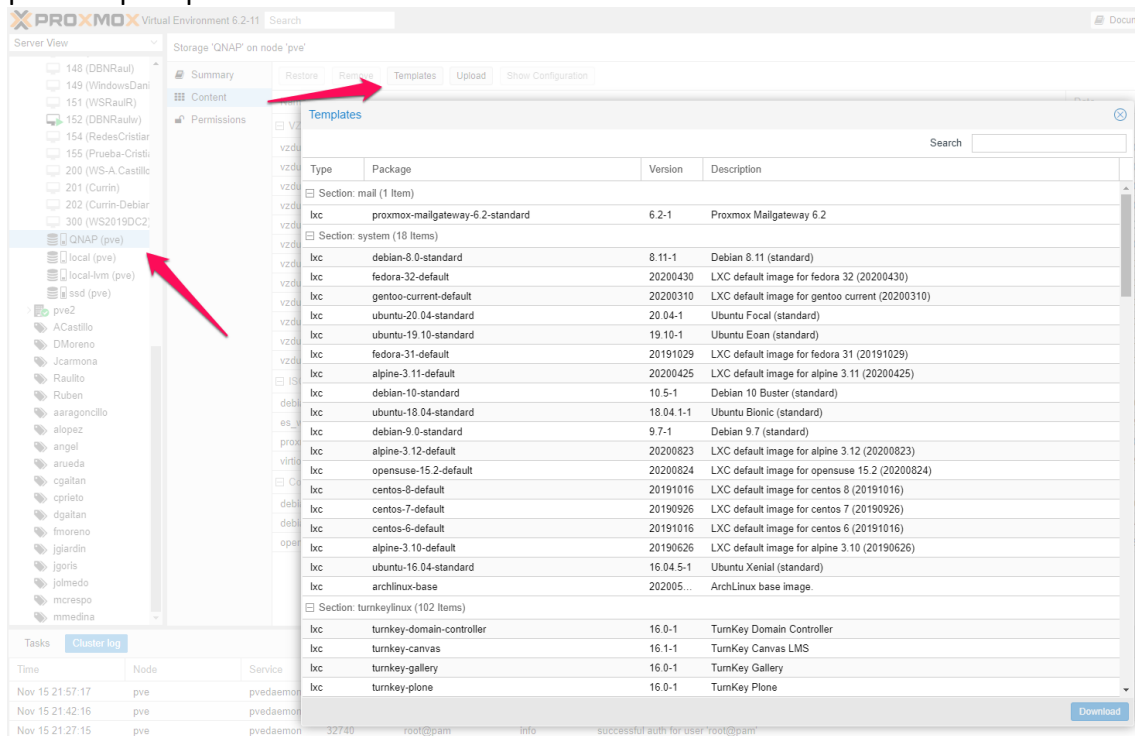 PROXMOX Virtual Environment 6.2-11 Search
Server View
Storage 'QNAP' on node 'pve'
148 (DBNRaul)
149 (WindowsDani
151 (WSRaulR)
152 (DBNRaulw)
154 (RedesCristiar
155 (Prueba-Cristi
200 (WS-A.Castillo
201 (Currin)
202 (Currin-Debiar
300 (WS2019DC2)
QNAP (pve)
local (pve)
local-lvm (pve)
ssd (pve)
pve2
ACastillo
DMoreno
Jcarmona
Raulito
Ruben
aaragoncillo
alopez
angel
arueda
cgaitan
cprieto
dgaitan
fmoreno
jgiardin
jgoris
jolmedo
mcrespo
mmedina
Summary
Content
Permissions
Restore Remove Templates Upload Show Configuration
Templates
Search
Type Package Version Description
Section: mail (1 Item)
lxc proxmox-mailgateway-6.2-standard 6.2-1 Proxmox Mailgateway 6.2
Section: system (18 Items)
lxc debian-8.0-standard 8.11-1 Debian 8.11 (standard)
lxc fedora-32-default 20200430 LXC default image for fedora 32 (20200430)
lxc gentoo-current-default 20200310 LXC default image for gentoo current (20200310)
lxc ubuntu-20.04-standard 20.04-1 Ubuntu Focal (standard)
lxc ubuntu-19.10-standard 19.10-1 Ubuntu Eoan (standard)
lxc fedora-31-default 20191029 LXC default image for fedora 31 (20191029)
lxc alpine-3.11-default 20200425 LXC default image for alpine 3.11 (20200425)
lxc debian-10-standard 10.5-1 Debian 10 Buster (standard)
lxc ubuntu-18.04-standard 18.04.1-1 Ubuntu Bionic (standard)
lxc debian-9.0-standard 9.7-1 Debian 9.7 (standard)
lxc alpine-3.12-default 20200823 LXC default image for alpine 3.12 (20200823)
lxc opensuse-15.2-default 20200824 LXC default image for opensuse 15.2 (20200824)
lxc centos-8-default 20191016 LXC default image for centos 8 (20191016)
lxc centos-7-default 20190926 LXC default image for centos 7 (20190926)
lxc centos-6-default 20191016 LXC default image for centos 6 (20191016)
lxc alpine-3.10-default 20190626 LXC default image for alpine 3.10 (20190626)
lxc ubuntu-16.04-standard 16.04.5-1 Ubuntu Xenial (standard)
lxc archlinux-base 202005... ArchLinux base image.
Section: turnkeylinux (102 Items)
lxc turnkey-domain-controller 16.0-1 TurnKey Domain Controller
lxc turnkey-canvas 16.1-1 TurnKey Canvas LMS
lxc turnkey-gallery 16.0-1 TurnKey Gallery
lxc turnkey-plone 16.0-1 TurnKey Plone
Download
Tasks Cluster log
Time Node Service
Nov 15 21:57:17 pve pvedaemon
Nov 15 21:42:16 pve pvedaemon
Nov 15 21:27:15 pve pvedaemon 32740 root@pam info successful auth for user 'root@pam'